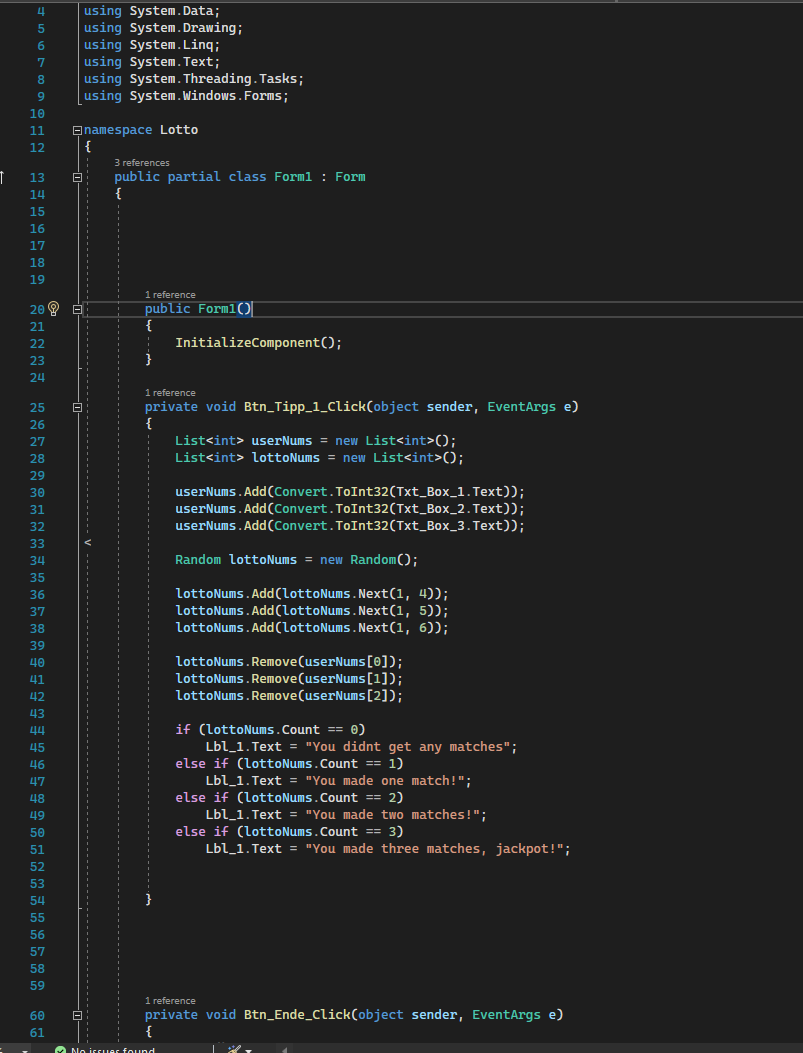 4 using System.Data;
5 using System.Drawing;
6 using System.Linq;
7 using System.Text;
8 using System.Threading.Tasks;
9 using System.Windows.Forms;
10
11 namespace Lotto
12 {
3 references
13 public partial class Form1 : Form
14 {
15
16
17
18
19
1 reference
20 public Form1()
21 {
22 InitializeComponent();
23 }
24
1 reference
25 private void Btn_Tipp_1_Click(object sender, EventArgs e)
26 {
27 List<int> userNums = new List<int>();
28 List<int> lottoNums = new List<int>();
29
30 userNums.Add(Convert.ToInt32(Txt_Box_1.Text));
31 userNums.Add(Convert.ToInt32(Txt_Box_2.Text));
32 userNums.Add(Convert.ToInt32(Txt_Box_3.Text));
33 <
34 Random lottoNums = new Random();
35
36 lottoNums.Add(lottoNums.Next(1, 4));
37 lottoNums.Add(lottoNums.Next(1, 5));
38 lottoNums.Add(lottoNums.Next(1, 6));
39
40 lottoNums.Remove(userNums[0]);
41 lottoNums.Remove(userNums[1]);
42 lottoNums.Remove(userNums[2]);
43
44 if (lottoNums.Count == 0)
45 Lbl_1.Text = "You didnt get any matches";
46 else if (lottoNums.Count == 1)
47 Lbl_1.Text = "You made one match!";
48 else if (lottoNums.Count == 2)
49 Lbl_1.Text = "You made two matches!";
50 else if (lottoNums.Count == 3)
51 Lbl_1.Text = "You made three matches, jackpot!";
52
53
54 }
55
56
57
58
59
1 reference
60 private void Btn_Ende_Click(object sender, EventArgs e)
61 {
No issues found